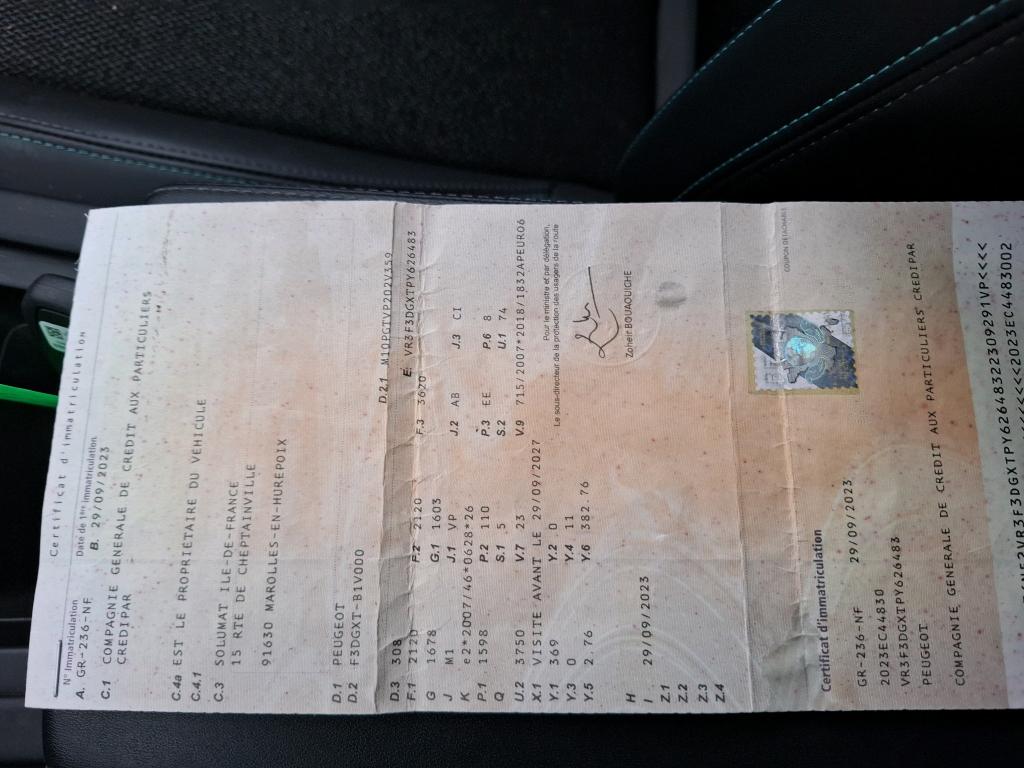 Certificat d'immatriculation
N° Immatriculation Date de 1ère Immatriculation
A. GR-236-NF B. 29/09/2023
C.1 COMPAGNIE GENERALE DE CREDIT AUX PARTICULIERS
CREDIPAR
C.4a EST LE PROPRIETAIRE DU VEHICULE
C.4.1
C.3 SOLUMAT ILE-DE-FRANCE
15 RTE DE CHEPTAINVILLE
91630 MAROLLES-EN-HUREPOIX
D.1 PEUGEOT
D.2 F3DGXT-B1V000 D.2.1 M10PGTVP202V359
D.3 308 E. VR3F3DGXTPY626483
F.1 2120 F.2 2120 F.3 3620
G 1678 G.1 1603
J M1 J.1 VP J.2 AB J.3 CI
K e2*2007/46*0628*26
P.1 1598 P.2 110 P.3 EE P.6 8
Q S.1 5 S.2 U.1 74
U.2 3750 V.7 23 V.9 715/2007*2018/1832APEURO6
X.1 VISITE AVANT LE 29/09/2027
Y.1 369 Y.2 0
Y.3 0 Y.4 11
Y.5 2.76 Y.6 382.76
Pour le ministre et par délégation,
Le sous-directeur de la protection des usagers de la route
Zoheir BOUAOUICHE
H
I 29/09/2023
Z.1
Z.2
Z.3
Z.4
COUPON DETACHABLE
Certificat d'immatriculation
GR-236-NF 29/09/2023
2023EC44830
VR3F3DGXTPY626483
PEUGEOT
COMPAGNIE GENERALE DE CREDIT AUX PARTICULIERS CREDIPAR
VR3F3DGXTPY62648322309291VP<<<<
2023EC4483002